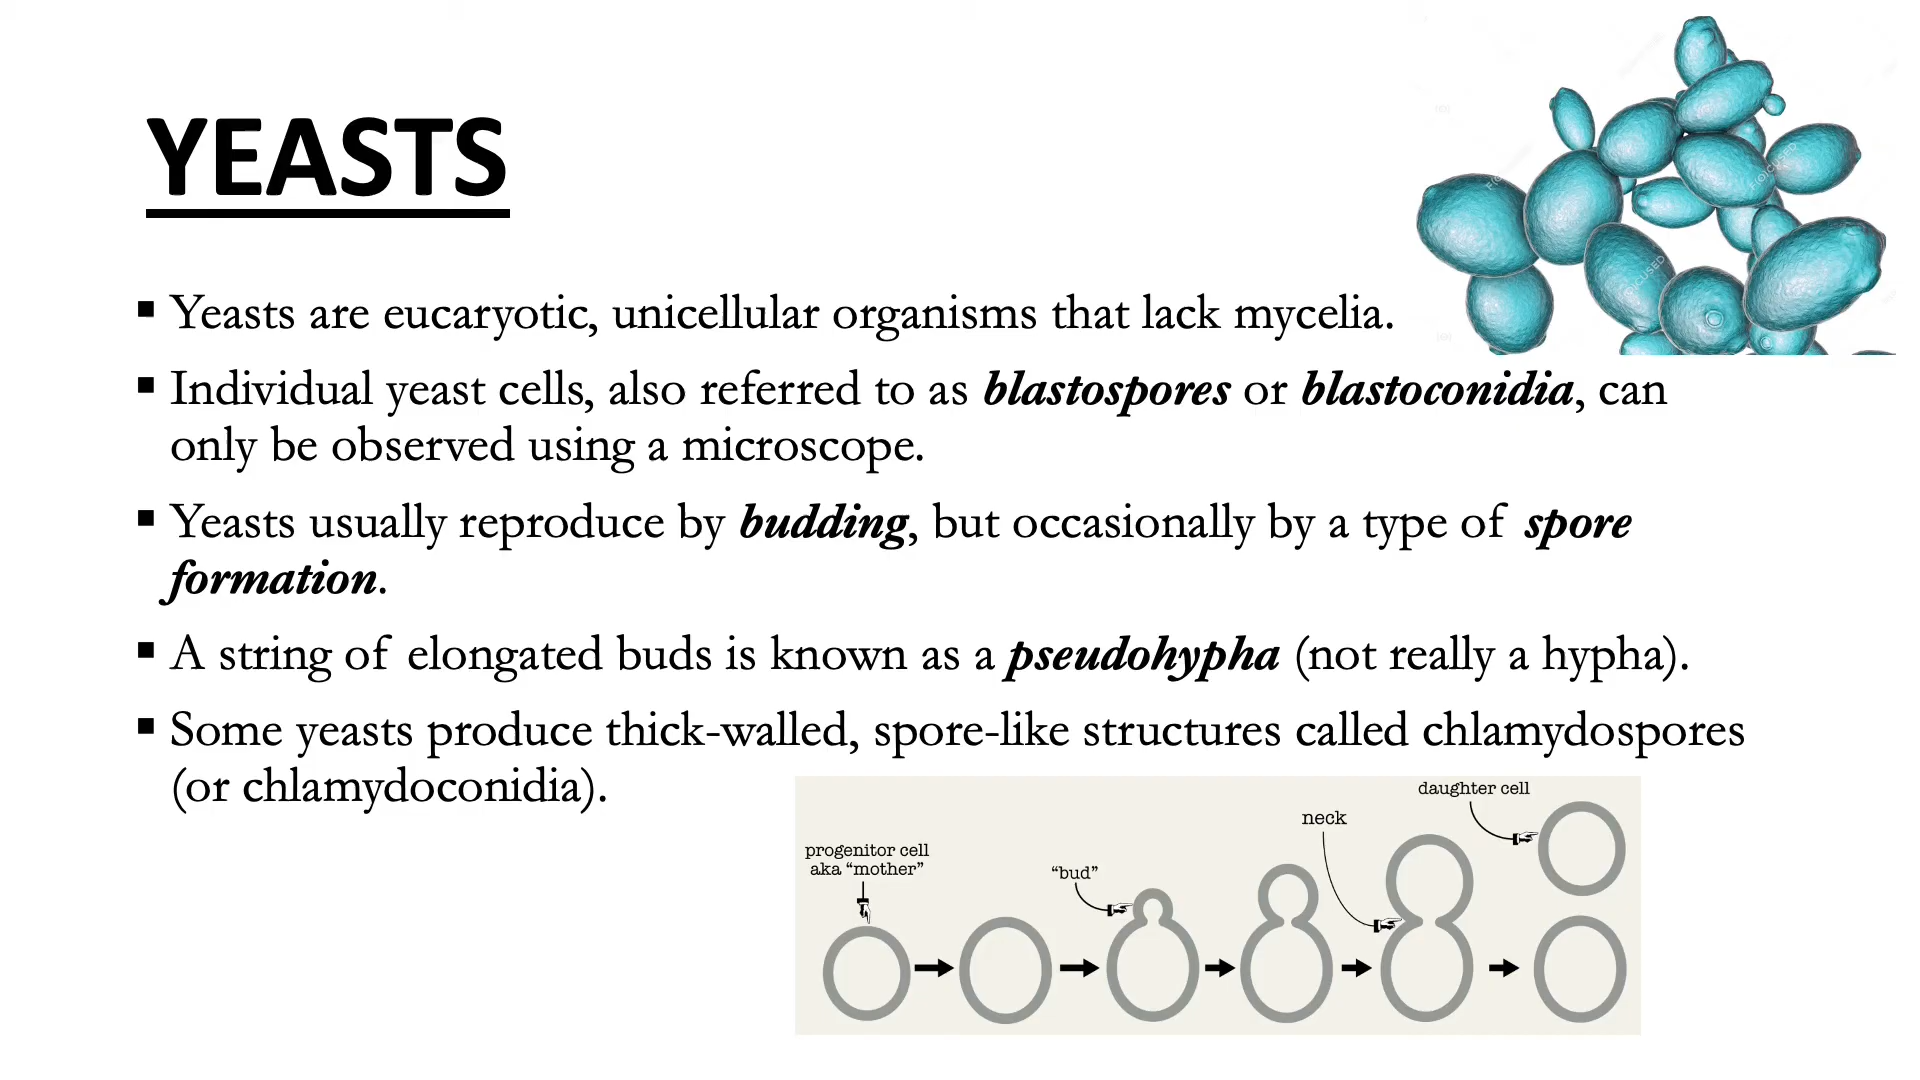 YEASTS
▪ Yeasts are eucaryotic, unicellular organisms that lack mycelia.
▪ Individual yeast cells, also referred to as blastospores or blastoconidia, can
only be observed using a microscope.
▪ Yeasts usually reproduce by budding, but occasionally by a type of spore
formation.
▪ A string of elongated buds is known as a pseudohypha (not really a hypha).
▪ Some yeasts produce thick-walled, spore-like structures called chlamydospores
(or chlamydoconidia).
progenitor cell
aka “mother”
“bud”
neck
daughter cell